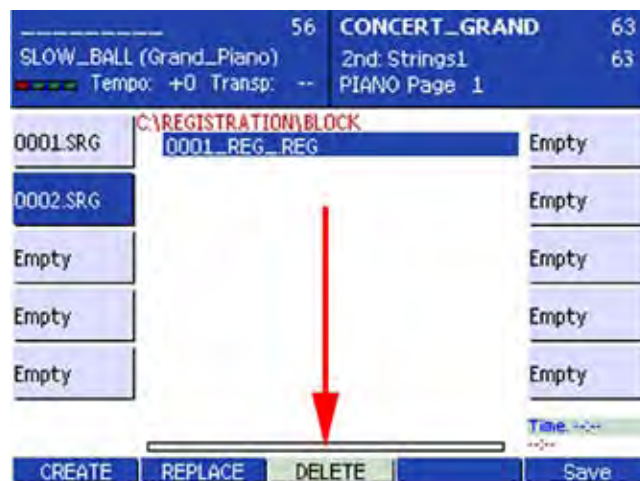 _ _ _ _ _ _ _ _ _ 56
SLOW_BALL (Grand_Piano)
Tempo: +0 Transp: --
CONCERT_GRAND 63
2nd: Strings1 63
PIANO Page 1
C:\REGISTRATION\BLOCK
0001_REG_REG
0001.SRG
0002.SRG
Empty
Empty
Empty
Empty
Empty
Empty
Empty
Empty
Time: --:--
--:--
CREATE REPLACE DELETE Save